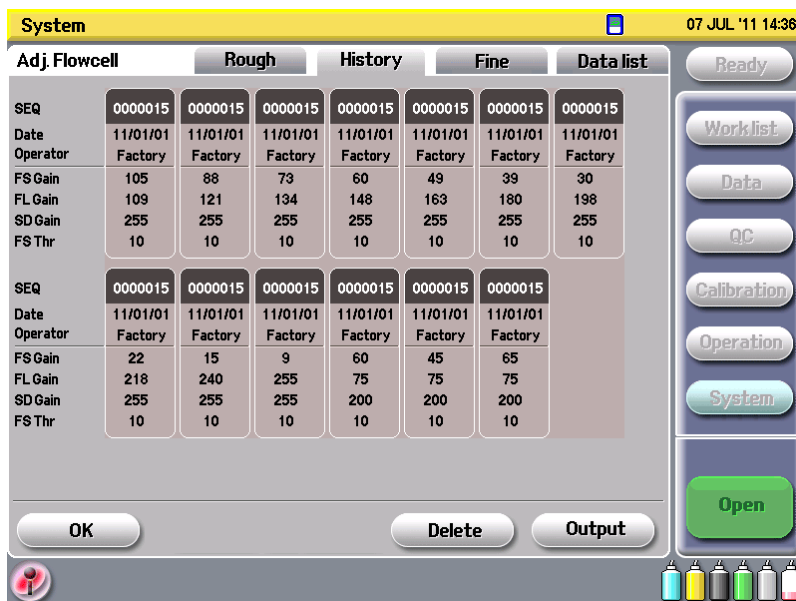 System
07 JUL '11 14:36
Adj. Flowcell Rough History Fine Data list
Ready
SEQ 0000015 0000015 0000015 0000015 0000015 0000015 0000015
Date 11/01/01 11/01/01 11/01/01 11/01/01 11/01/01 11/01/01 11/01/01
Operator Factory Factory Factory Factory Factory Factory Factory
FS Gain 105 88 73 60 49 39 30
FL Gain 109 121 134 148 163 180 198
SD Gain 255 255 255 255 255 255 255
FS Thr 10 10 10 10 10 10 10
SEQ 0000015 0000015 0000015 0000015 0000015 0000015
Date 11/01/01 11/01/01 11/01/01 11/01/01 11/01/01 11/01/01
Operator Factory Factory Factory Factory Factory Factory
FS Gain 22 15 9 60 45 65
FL Gain 218 240 255 75 75 75
SD Gain 255 255 255 200 200 200
FS Thr 10 10 10 10 10 10
Work list
Data
QC
Calibration
Operation
System
Open
OK Delete Output